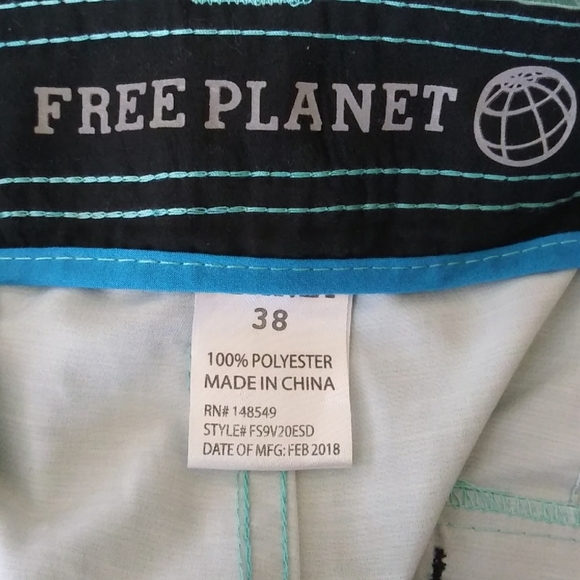 FREE PLANET
38
100% POLYESTER
MADE IN CHINA
RN# 148549
STYLE# FS9V20ESD
DATE OF MFG: FEB 2018